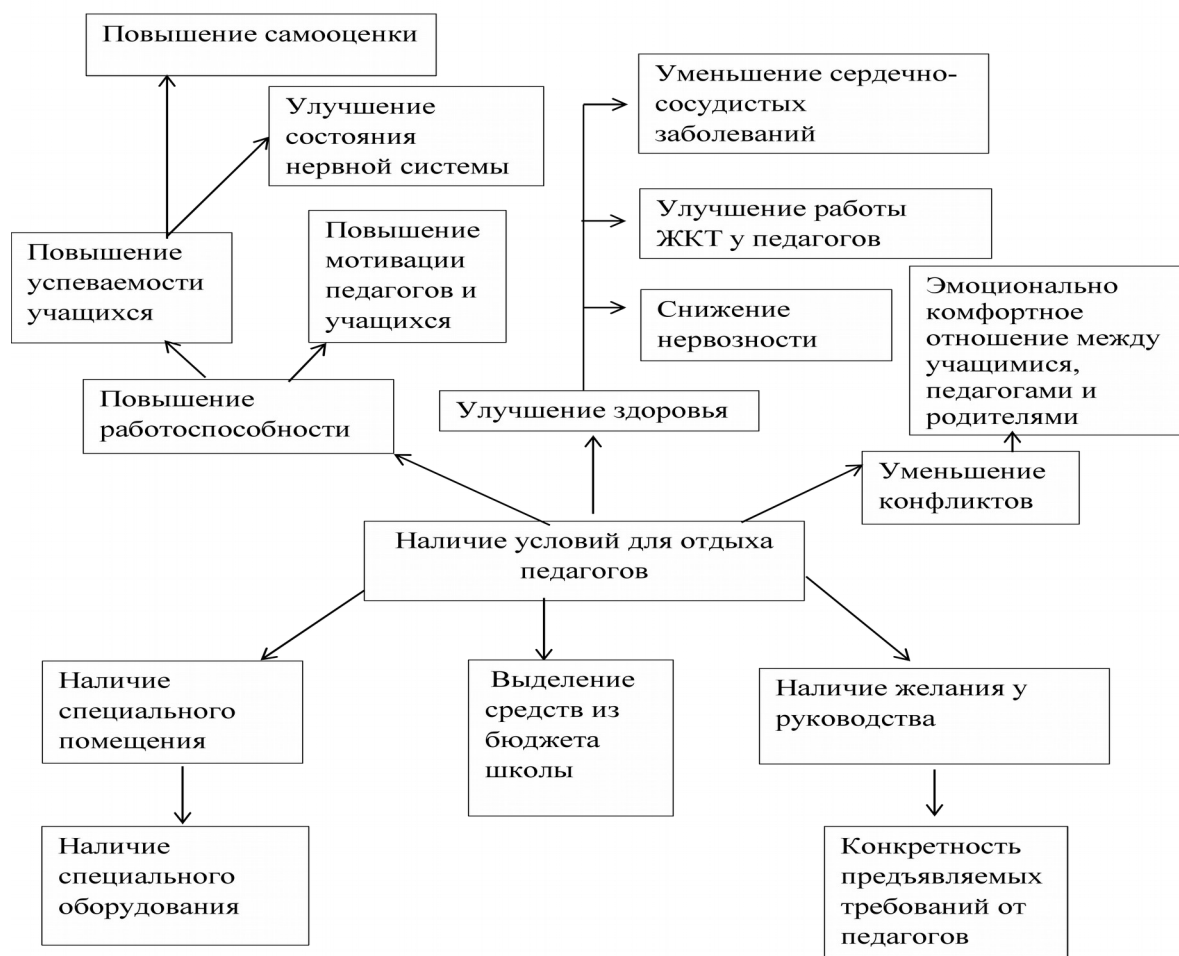 Повышение самооценки
Улучшение
состояния
нервной системы
Уменьшение сердечно-
сосудистых
заболеваний
Повышение
успеваемости
учащихся
Повышение
мотивации
педагогов и
учащихся
Улучшение работы
ЖКТ у педагогов
Снижение
нервозности
Эмоционально
комфортное
отношение между
учащимися,
педагогами и
родителями
Повышение
работоспособности
Улучшение здоровья
Уменьшение
конфликтов
Наличие условий для отдыха
педагогов
Наличие
специального
помещения
Выделение
средств из
бюджета
школы
Наличие желания у
руководства
Наличие
специального
оборудования
Конкретность
предъявляемых
требований от
педагогов